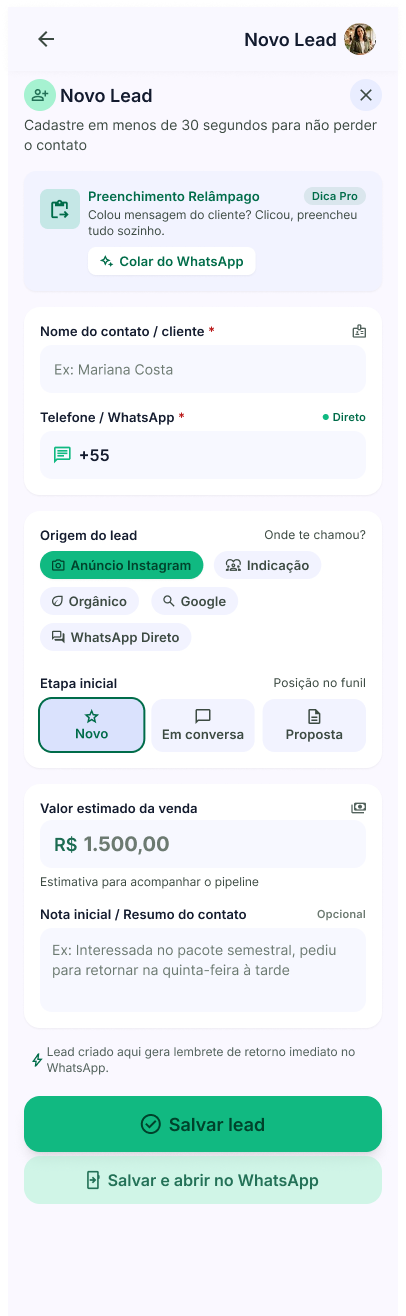 Novo Lead
Novo Lead
Cadastre em menos de 30 segundos para não perder
o contato
Preenchimento Relâmpago
Dica Pro
Colou mensagem do cliente? Clicou, preencheu
tudo sozinho.
Colar do WhatsApp
Nome do contato / cliente *
Ex: Mariana Costa
Telefone / WhatsApp *
Direto
+55
Origem do lead
Onde te chamou?
Anúncio Instagram
Indicação
Orgânico
Google
WhatsApp Direto
Etapa inicial
Posição no funil
Novo
Em conversa
Proposta
Valor estimado da venda
R$ 1.500,00
Estimativa para acompanhar o pipeline
Nota inicial / Resumo do contato
Opcional
Ex: Interessada no pacote semestral, pediu
para retornar na quinta-feira à tarde
Lead criado aqui gera lembrete de retorno imediato no
WhatsApp.
Salvar lead
Salvar e abrir no WhatsApp